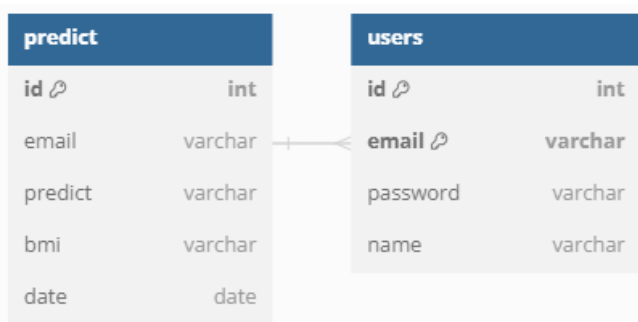 predict
id int
email varchar
predict varchar
bmi varchar
date date
users
id int
email varchar
password varchar
name varchar